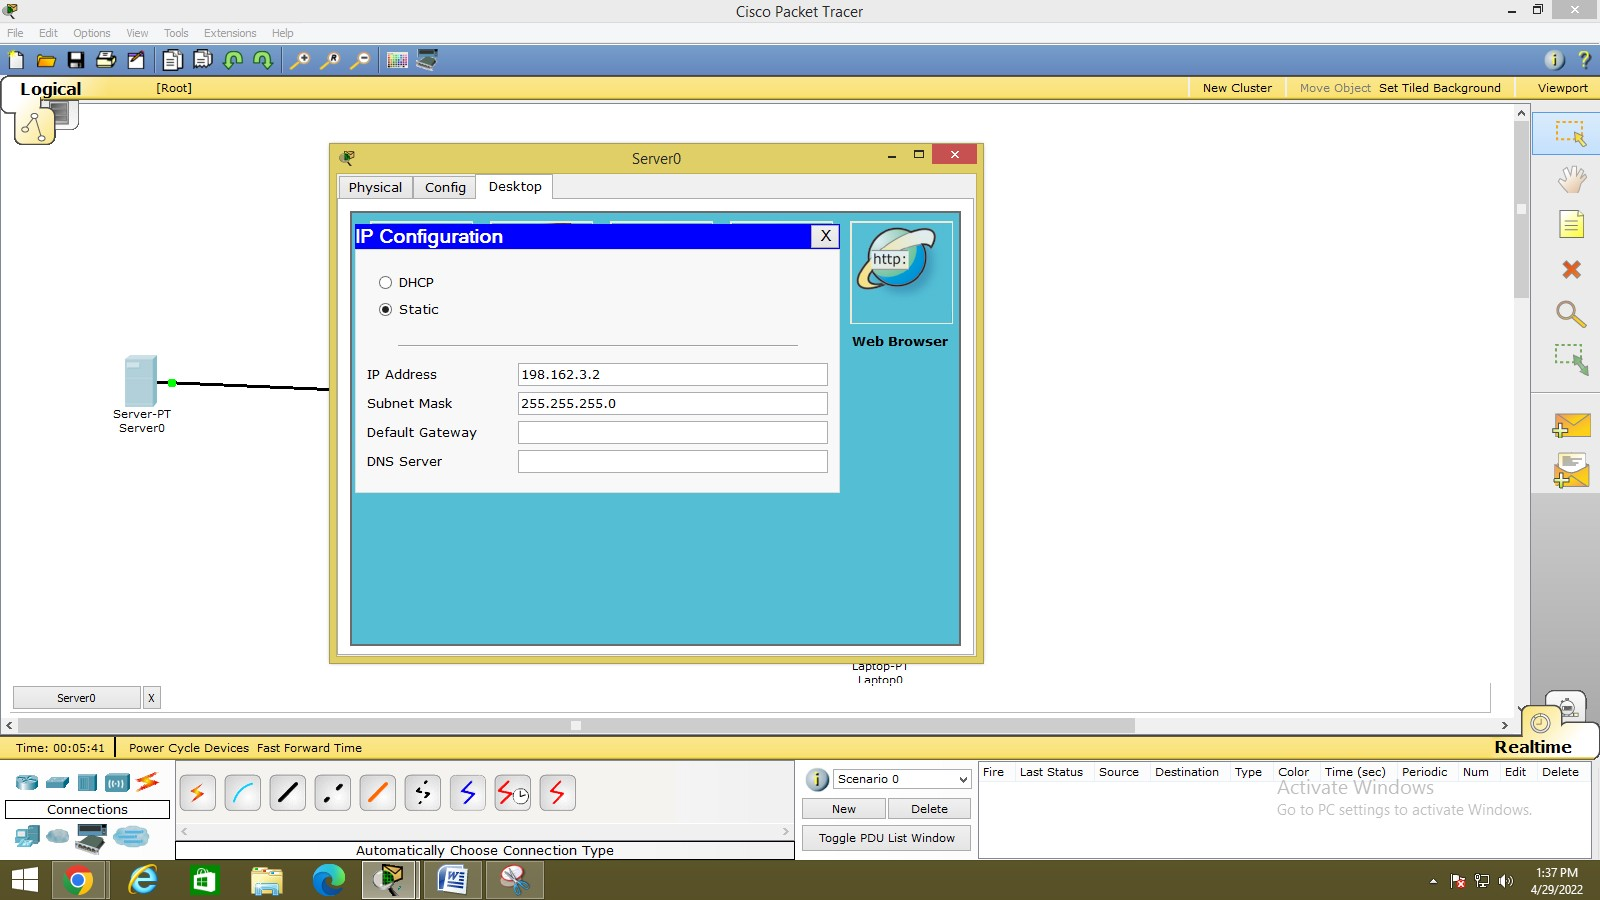 Cisco Packet Tracer
File Edit Options View Tools Extensions Help
Logical [Root] New Cluster Move Object Set Tiled Background Viewport
Server0
Physical Config Desktop
IP Configuration X
http:
DHCP
Static
Web Browser
IP Address 198.162.3.2
Subnet Mask 255.255.255.0
Default Gateway
DNS Server
Server-PT
Server0
Laptop-PT
Laptop0
Server0 X
Time: 00:05:41 Power Cycle Devices Fast Forward Time Realtime
Connections
Automatically Choose Connection Type
Scenario 0
New Delete
Toggle PDU List Window
Fire Last Status Source Destination Type Color Time (sec) Periodic Num Edit Delete
Activate Windows
Go to PC settings to activate Windows.
1:37 PM
4/29/2022